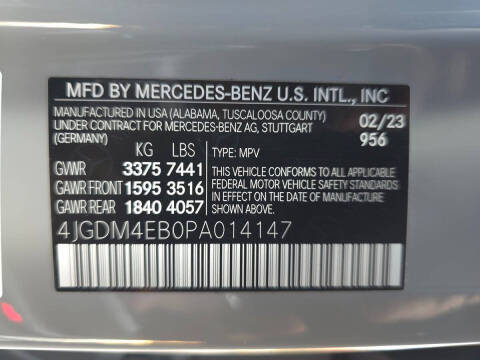 MFD BY MERCEDES-BENZ U.S. INTL., INC
MANUFACTURED IN USA (ALABAMA, TUSCALOOSA COUNTY) 02/23
UNDER CONTRACT FOR MERCEDES-BENZ AG, STUTTGART
(GERMANY) 956
KG LBS
GVWR 3375 7441 TYPE: MPV
GAWR FRONT 1595 3516
GAWR REAR 1840 4057
THIS VEHICLE CONFORMS TO ALL APPLICABLE
FEDERAL MOTOR VEHICLE SAFETY STANDARDS
IN EFFECT ON THE DATE OF MANUFACTURE
SHOWN ABOVE.
4JGDM4EB0PA014147